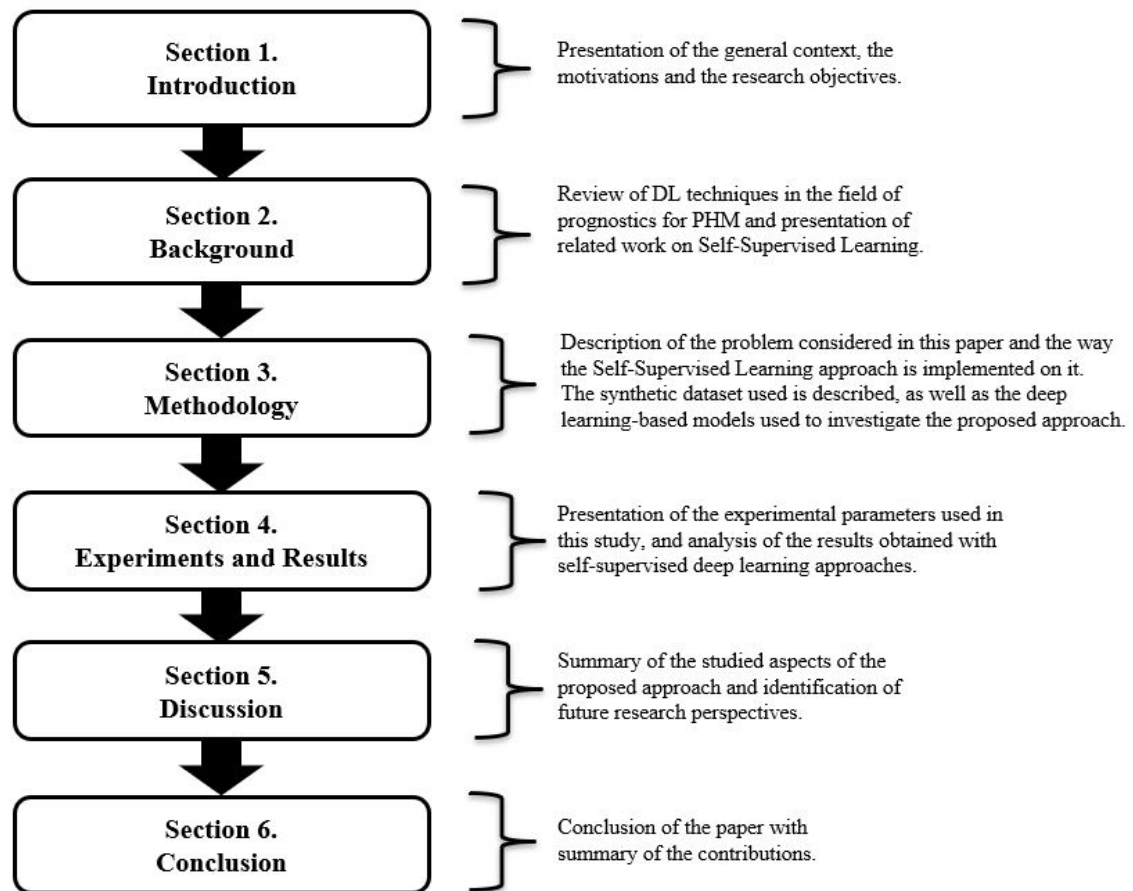 Section 1.
Introduction
Presentation of the general context, the
motivations and the research objectives.
Section 2.
Background
Review of DL techniques in the field of
prognostics for PHM and presentation of
related work on Self-Supervised Learning.
Section 3.
Methodology
Description of the problem considered in this paper and the way
the Self-Supervised Learning approach is implemented on it.
The synthetic dataset used is described, as well as the deep
learning-based models used to investigate the proposed approach.
Section 4.
Experiments and Results
Presentation of the experimental parameters used in
this study, and analysis of the results obtained with
self-supervised deep learning approaches.
Section 5.
Discussion
Summary of the studied aspects of the
proposed approach and identification of
future research perspectives.
Section 6.
Conclusion
Conclusion of the paper with
summary of the contributions.